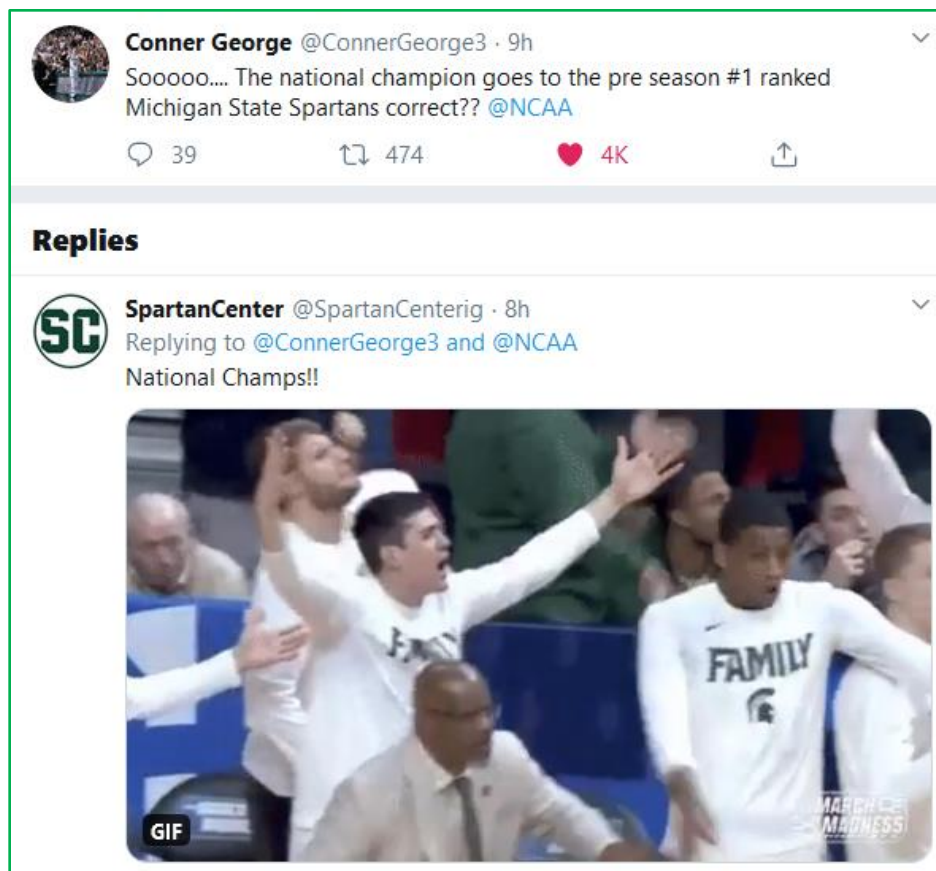 Conner George @ConnerGeorge3 · 9h
Sooooo.... The national champion goes to the pre season #1 ranked
Michigan State Spartans correct?? @NCAA
39 474 4K
Replies
SC
SpartanCenter @SpartanCenterig · 8h
Replying to @ConnerGeorge3 and @NCAA
National Champs!!
FAMILY
FAMILY
GIF
MARCH
MADNESS